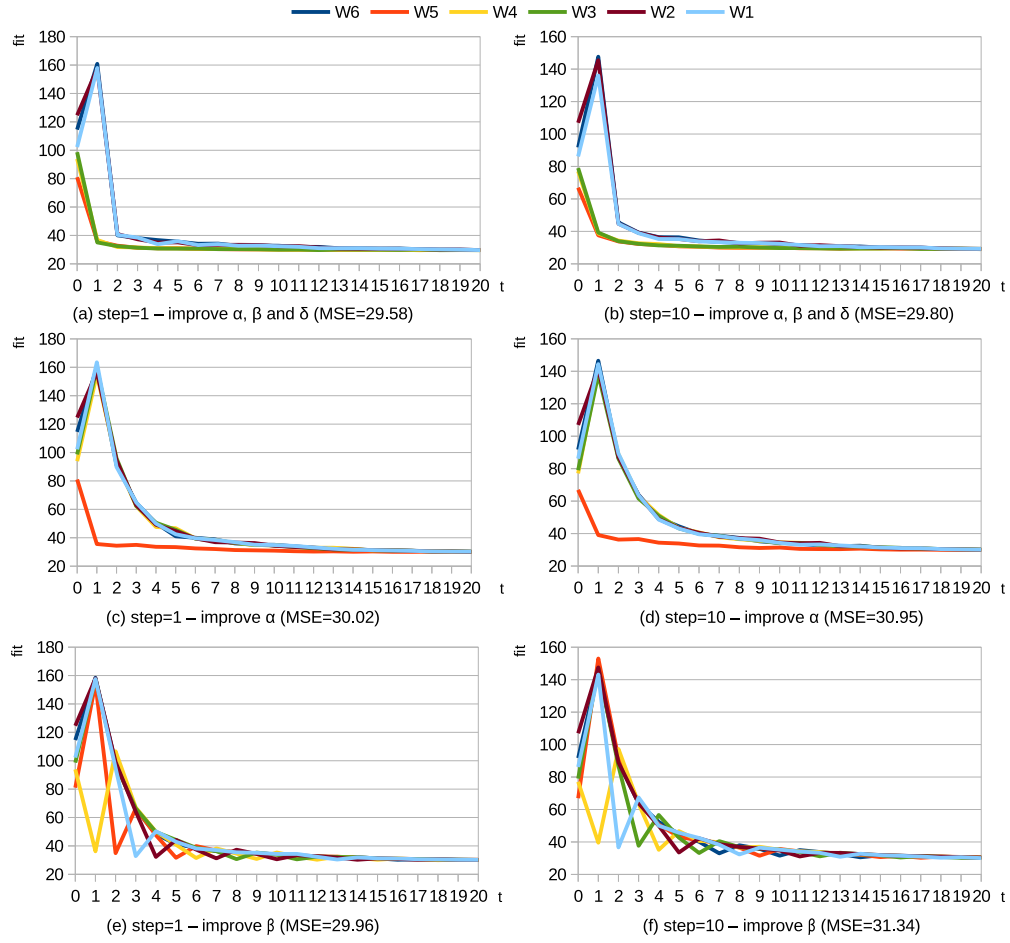 W6 W5 W4 W3 W2 W1
fit
180
160
140
120
100
80
60
40
20
0 1 2 3 4 5 6 7 8 9 10 11 12 13 14 15 16 17 18 19 20 t
(a) step=1 – improve α, β and δ (MSE=29.58)
fit
160
140
120
100
80
60
40
20
0 1 2 3 4 5 6 7 8 9 10 11 12 13 14 15 16 17 18 19 20 t
(b) step=10 – improve α, β and δ (MSE=29.80)
fit
180
160
140
120
100
80
60
40
20
0 1 2 3 4 5 6 7 8 9 10 11 12 13 14 15 16 17 18 19 20 t
(c) step=1 – improve α (MSE=30.02)
fit
160
140
120
100
80
60
40
20
0 1 2 3 4 5 6 7 8 9 10 11 12 13 14 15 16 17 18 19 20 t
(d) step=10 – improve α (MSE=30.95)
fit
180
160
140
120
100
80
60
40
20
0 1 2 3 4 5 6 7 8 9 10 11 12 13 14 15 16 17 18 19 20 t
(e) step=1 – improve β (MSE=29.96)
fit
160
140
120
100
80
60
40
20
0 1 2 3 4 5 6 7 8 9 10 11 12 13 14 15 16 17 18 19 20 t
(f) step=10 – improve β (MSE=31.34)